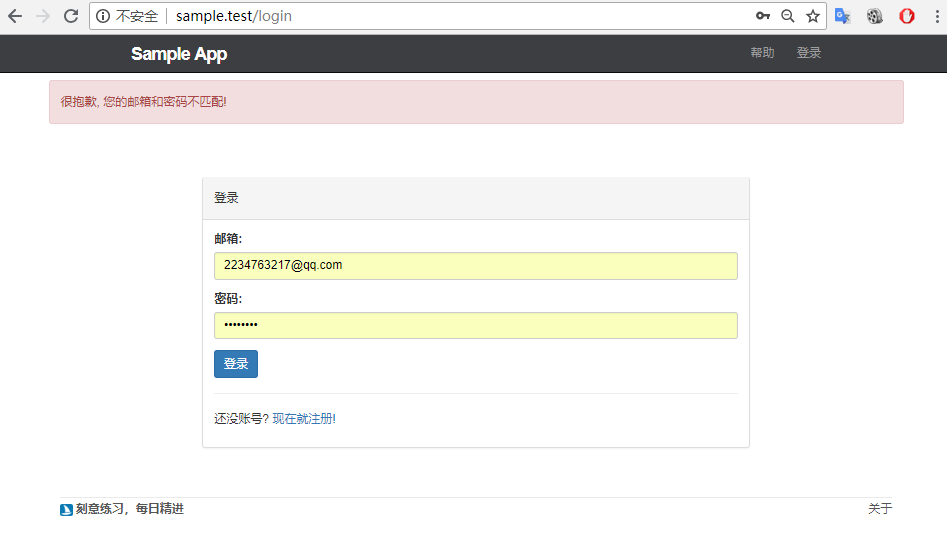 不安全 sample.test/login
Sample App 帮助 登录
很抱歉, 您的邮箱和密码不匹配!
登录
邮箱:
2234763217@qq.com
密码:
••••••••
登录
还没账号? 现在就注册!
刻意练习，每日精进 关于